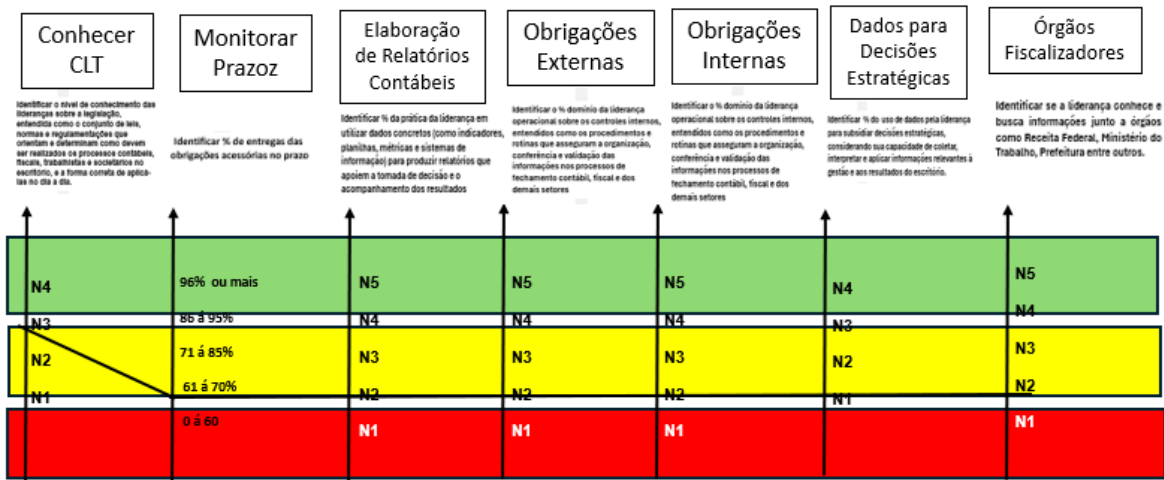 Conhecer
CLT
Monitorar
Prazoz
Elaboração
de Relatórios
Contábeis
Obrigações
Externas
Obrigações
Internas
Dados para
Decisões
Estratégicas
Órgãos
Fiscalizadores
Identificar o nivel de conhecimento das
lideranças sobre a legislação,
entendida como o conjunto de leis,
normas e regulamentações que
orientam e determinam como devem
ser realizados os processos contábeis,
fiscais, trabalhistas e societários no
escritório, e a forma correta de aplicá-
las no dia a dia.
Identificar % de entregas das
obrigações acessórias no prazo
Identificar % da prática da liderança em
utilizar dados concretos (como indicadores,
planilhas, métricas e sistemas de
informação) para produzir relatórios que
apoiem a tomada de decisão e o
acompanhamento dos resultados
Identificar o % domínio da liderança
operacional sobre os controles internos,
entendidos como os procedimentos e
rotinas que asseguram a organização,
conferência e validação das
informações nos processos de
fechamento contábil, fiscal e dos
demais setores
Identificar o % domínio da liderança
operacional sobre os controles internos,
entendidos como os procedimentos e
rotinas que asseguram a organização,
conferência e validação das
informações nos processos de
fechamento contábil, fiscal e dos
demais setores
Identificar % do uso de dados pela liderança
para subsidiar decisões estratégicas,
considerando sua capacidade de coletar,
interpretar e aplicar informações relevantes à
gestão e aos resultados do escritório.
Identificar se a liderança conhece e
busca informações junto a órgãos
como Receita Federal, Ministério do
Trabalho, Prefeitura entre outros.
N4
N3
N2
N1
96% ou mais
86 á 95%
71 á 85%
61 á 70%
0 á 60
N5
N4
N3
N2
N1
N5
N4
N3
N2
N1
N5
N4
N3
N2
N1
N4
N3
N2
N1
N5
N4
N3
N2
N1